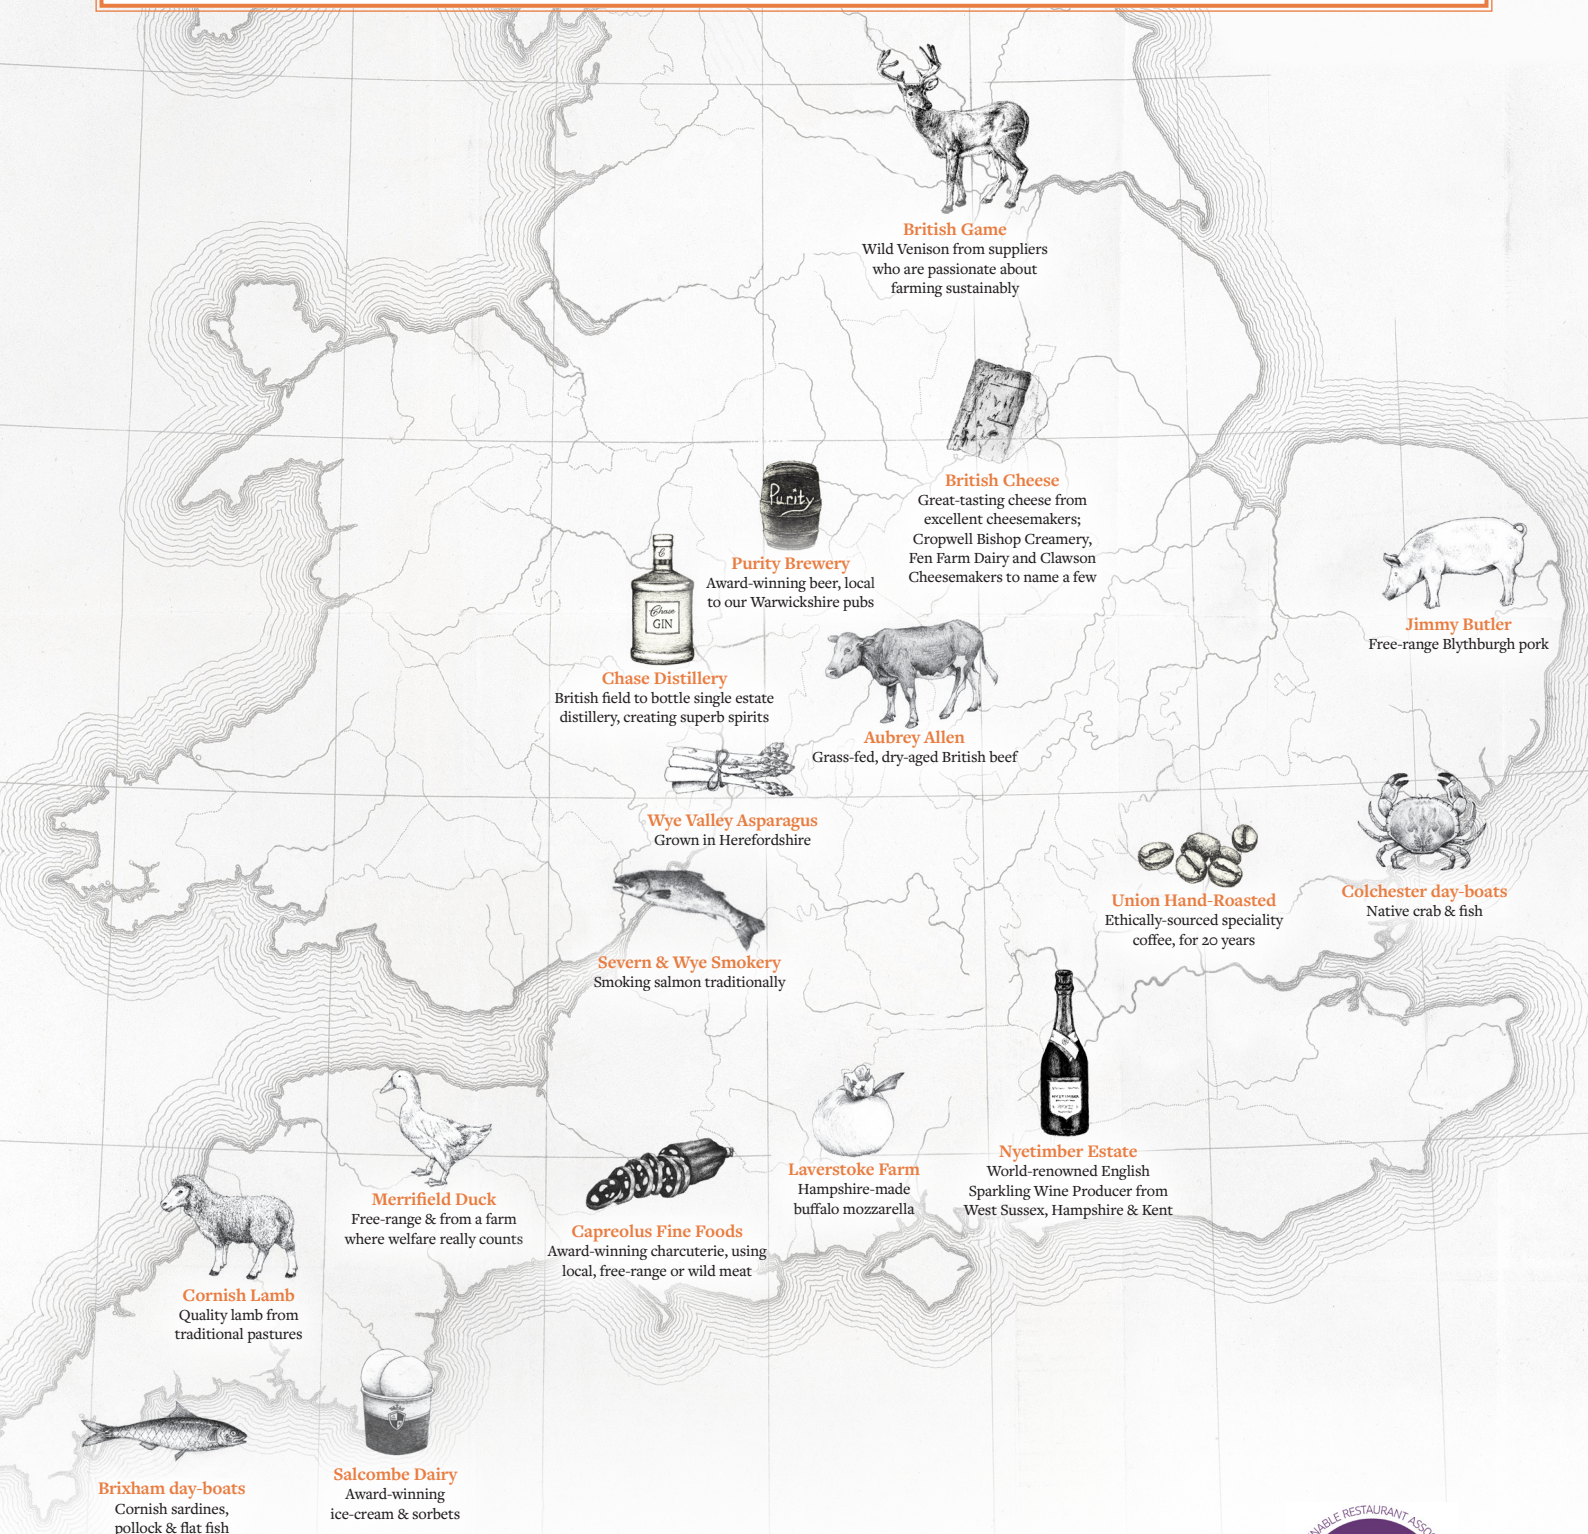 British Game
Wild Venison from suppliers
who are passionate about
farming sustainably
British Cheese
Great-tasting cheese from
excellent cheesemakers;
Cropwell Bishop Creamery,
Fen Farm Dairy and Clawson
Cheesemakers to name a few
Purity
Purity Brewery
Award-winning beer, local
to our Warwickshire pubs
Chase
GIN
Chase Distillery
British field to bottle single estate
distillery, creating superb spirits
Jimmy Butler
Free-range Blythburgh pork
Aubrey Allen
Grass-fed, dry-aged British beef
Wye Valley Asparagus
Grown in Herefordshire
Union Hand-Roasted
Ethically-sourced speciality
coffee, for 20 years
Colchester day-boats
Native crab & fish
Severn & Wye Smokery
Smoking salmon traditionally
NYETIMBER
Nyetimber Estate
World-renowned English
Sparkling Wine Producer from
West Sussex, Hampshire & Kent
Laverstoke Farm
Hampshire-made
buffalo mozzarella
Merrifield Duck
Free-range & from a farm
where welfare really counts
Capreolus Fine Foods
Award-winning charcuterie, using
local, free-range or wild meat
Cornish Lamb
Quality lamb from
traditional pastures
Brixham day-boats
Cornish sardines,
pollock & flat fish
Salcombe Dairy
Award-winning
ice-cream & sorbets
RESTAURANT